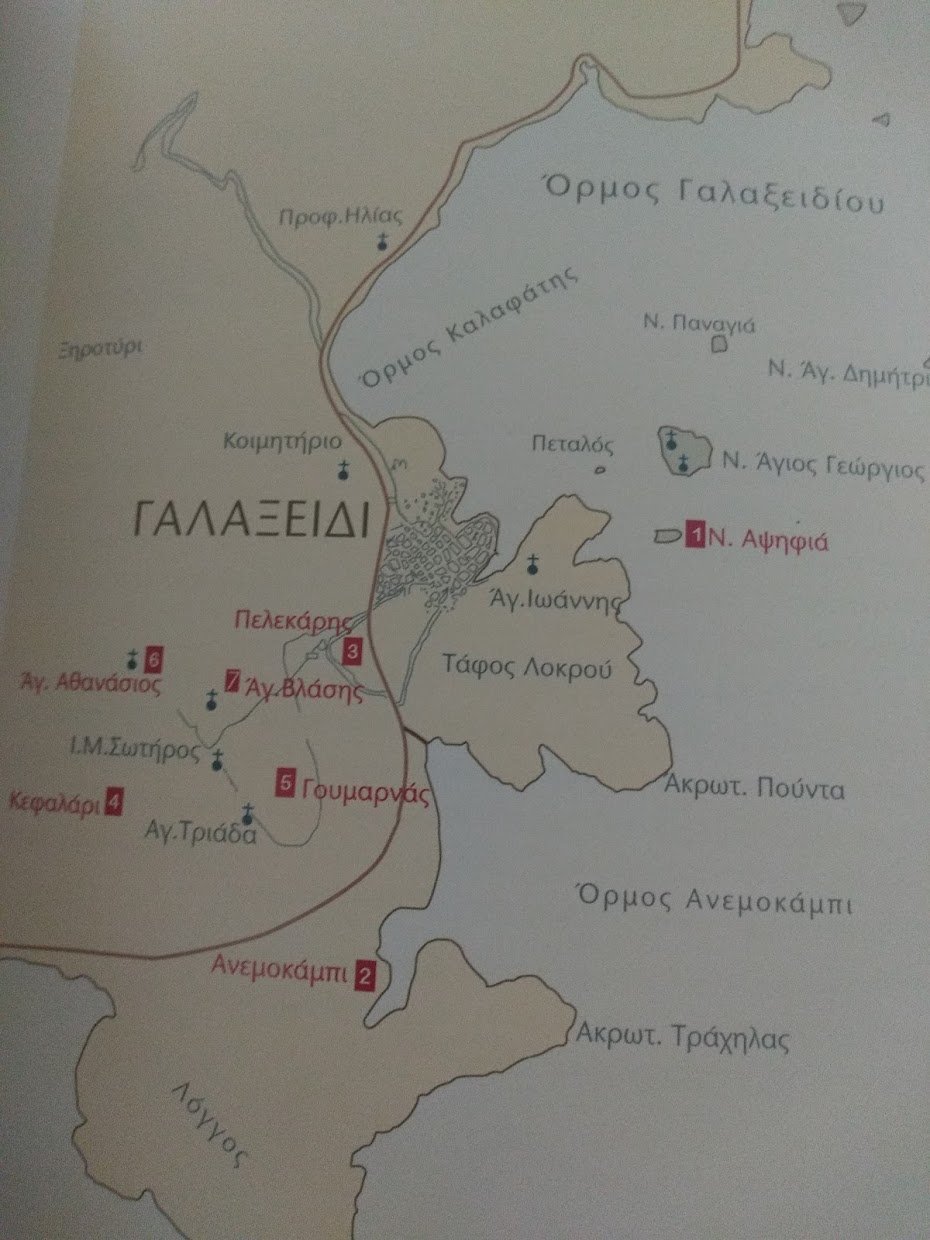 Όρμος Γαλαξειδίου
Προφ.Ηλίας
Όρμος Καλαφάτης
Ν. Παναγιά
Ξηροτύρι
Ν. Άγ. Δημήτρι
Κοιμητήριο
Πεταλός
Ν. Άγιος Γεώργιος
ΓΑΛΑΞΕΙΔΙ
1 Ν. Αψηφιά
Άγ.Ιωάννης
Πελεκάρης
3
Τάφος Λοκρού
6
Άγ. Αθανάσιος
7 Άγ.Βλάσης
Ι.Μ.Σωτήρος
5 Γουμαρνάς
Ακρωτ. Πούντα
Κεφαλάρι 4
Αγ.Τριάδα
Όρμος Ανεμοκάμπι
Ανεμοκάμπι 2
Ακρωτ. Τράχηλας
Λόγγος